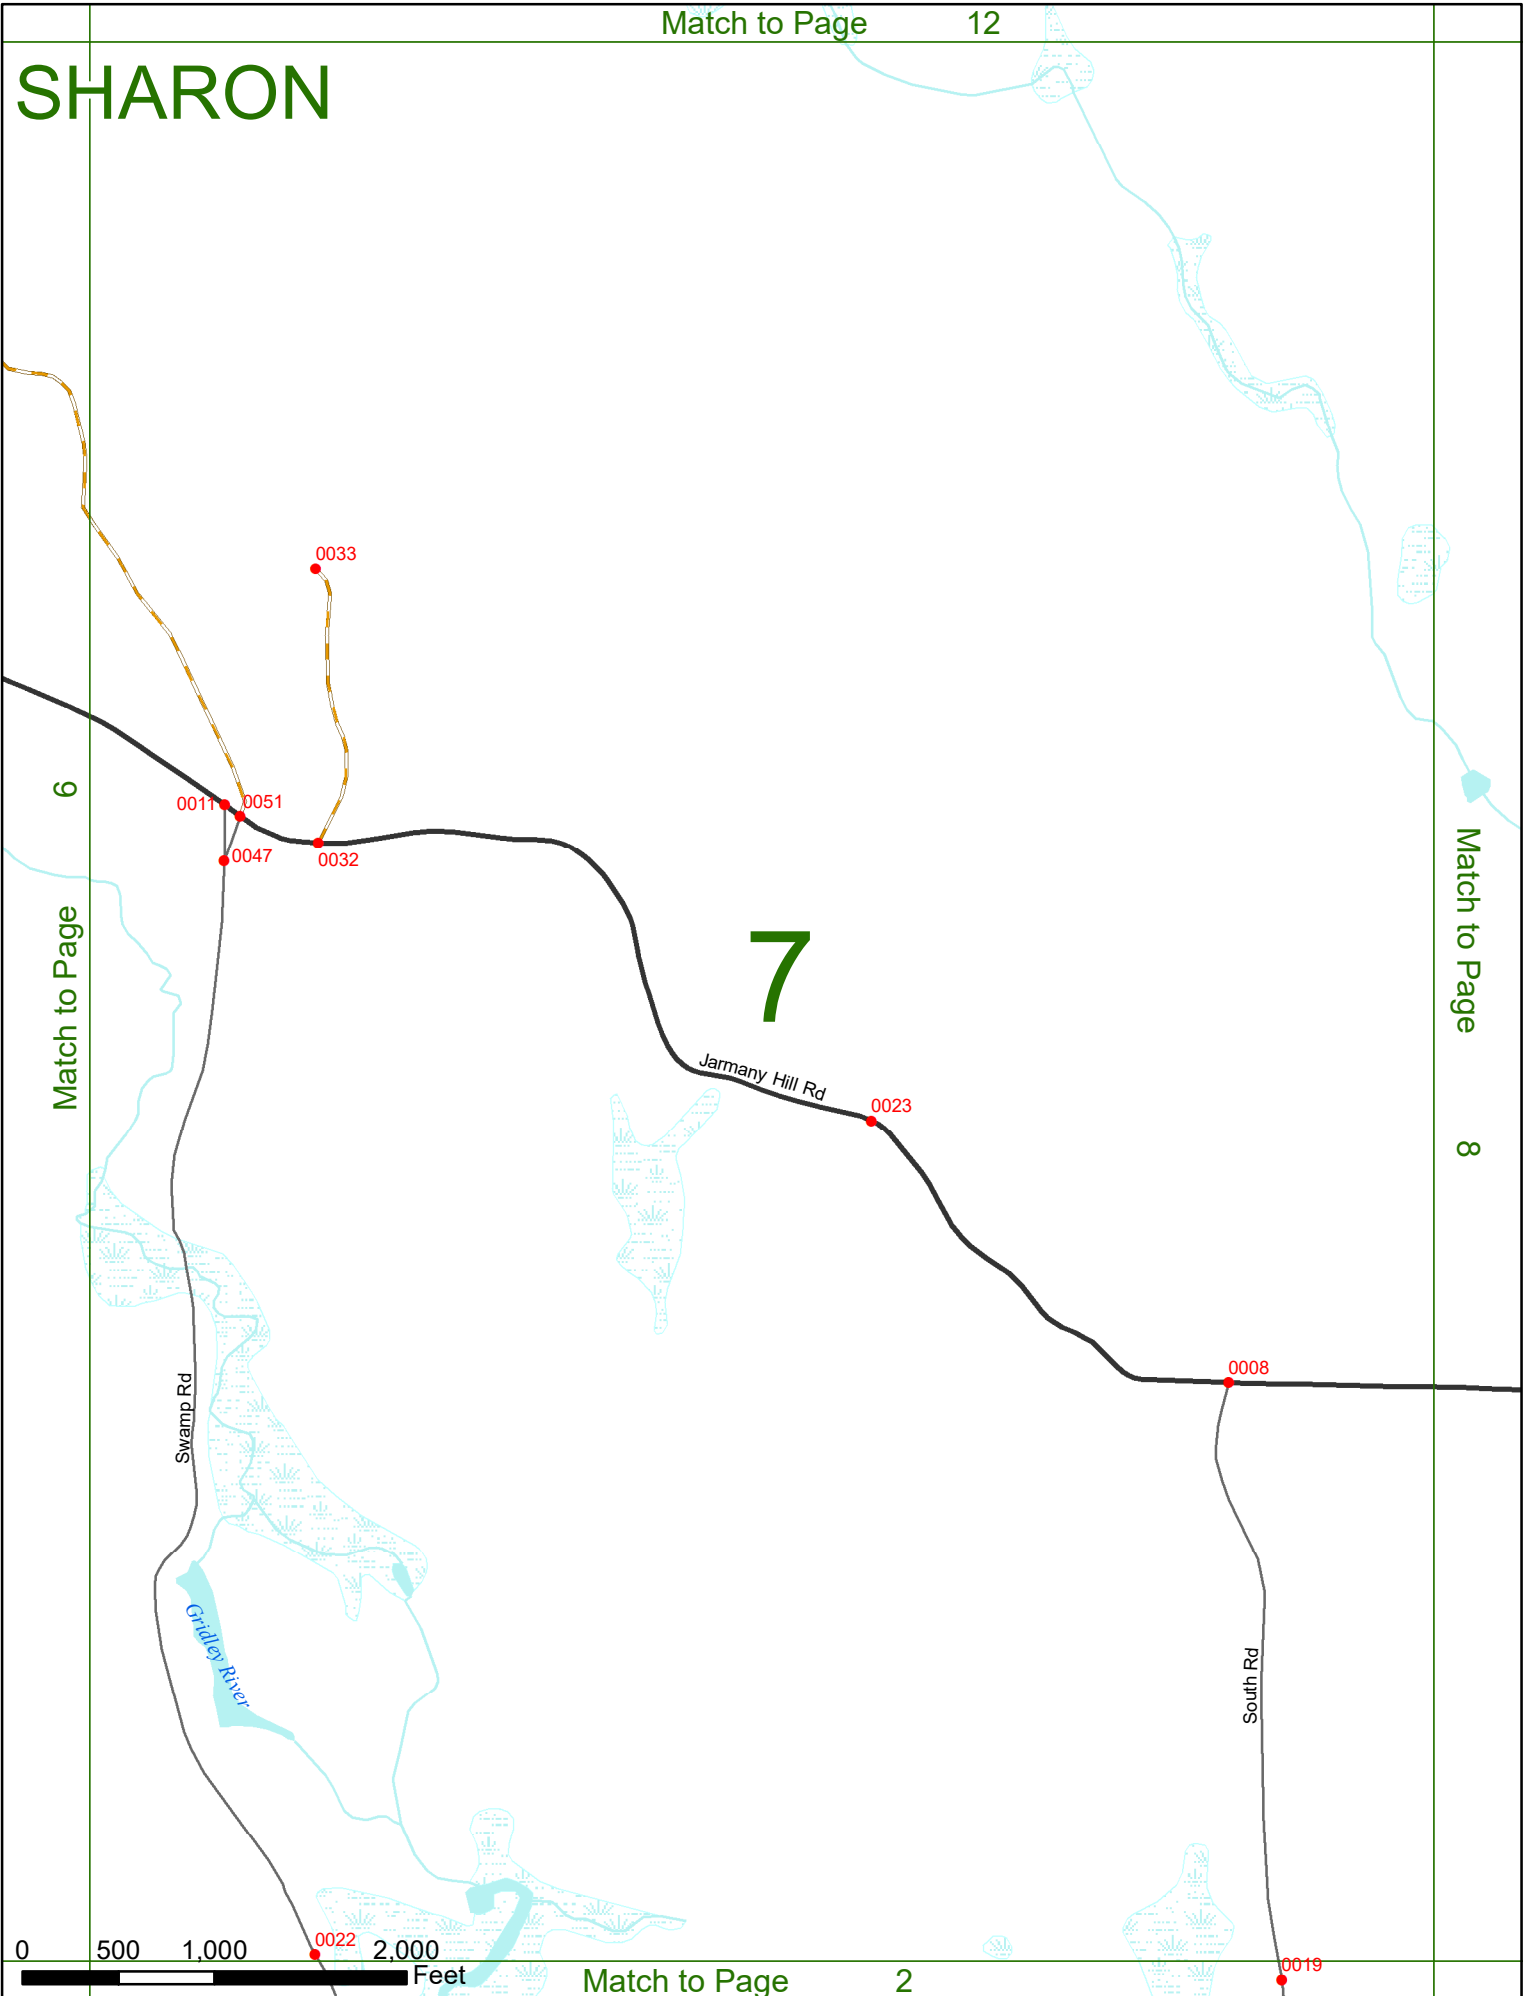 Match to Page 12
SHARON
0033
6
0011
0051
0047
0032
Match to Page
Match to Page
7
Jarmany Hill Rd
0023
8
0008
Swamp Rd
Gridley River
South Rd
0022
0019
0 500 1,000 2,000
Feet
Match to Page 2